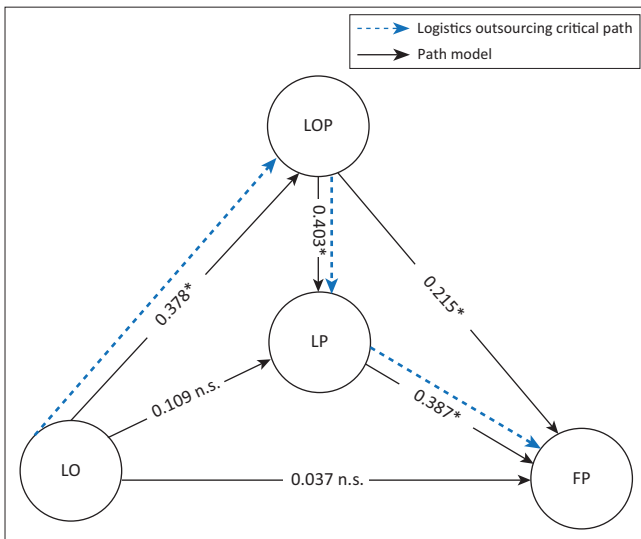 Logistics outsourcing critical path
Path model
LOP
0.403*
0.378*
0.215*
LP
0.109 n.s.
0.387*
LO
0.037 n.s.
FP